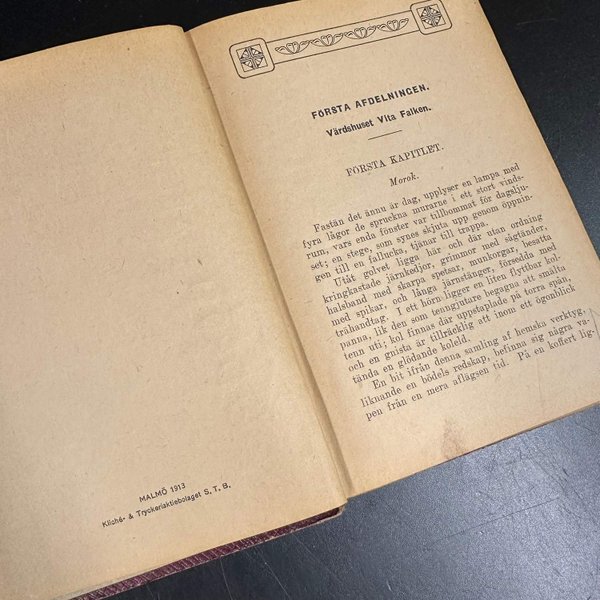 MALMÖ 1913
Kliché- & Tryckeriaktiebolaget S. T. B.
FÖRSTA AFDELNINGEN.
Värdshuset Vita Falken.
FÖRSTA KAPITLET.
Morok.
Fastän det ännu är dag, upplyser en lampa med
fyra lågor de spruckna murarne i ett stort vinds-
rum, vars enda fönster var tillbommat för dagslju-
set; en stege, som synes skjuta upp genom öppnin-
gen till en fallucka, tjänar till trappa.
Utåt golvet ligga här och där utan ordning
kringkastade järnkedjor, grimmor med sågtänder,
halsband med skarpa spetsar, munkorgar, besatta
med spikar, och långa järnstänger, försedda med
trähandtag. I ett hörn ligger en liten flyttbar kol-
panna, lik den som tenngjutare begagna att smälta
tenn uti; kol finnas där uppstaplade på torra spån,
och en gnista är tillräcklig att inom ett ögonblick
tända en glödande koleld.
En bit ifrån denna samling af hemska verktyg,
liknande en bödels redskap, befinna sig några va-
pen från en mera aflägsen tid. På en koffert lig-